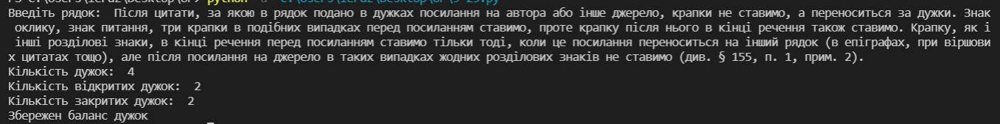 Введіть рядок:  Після цитати, за якою в рядок подано в дужках посилання на автора або інше джерело, крапки не ставимо, а переноситься за дужки. Знак
 оклику, знак питання, три крапки в подібних випадках перед посиланням ставимо, проте крапку після нього в кінці речення також ставимо. Крапку, як і
 інші розділові знаки, в кінці речення перед посиланням ставимо тільки тоді, коли це посилання переноситься на інший рядок (в епіграфах, при віршови
х цитатах тощо), але після посилання на джерело в таких випадках жодних розділових знаків не ставимо (див. § 155, п. 1, прим. 2).
Кількість дужок:  4
Кількість відкритих дужок:  2
Кількість закритих дужок:  2
Збережен баланс дужок